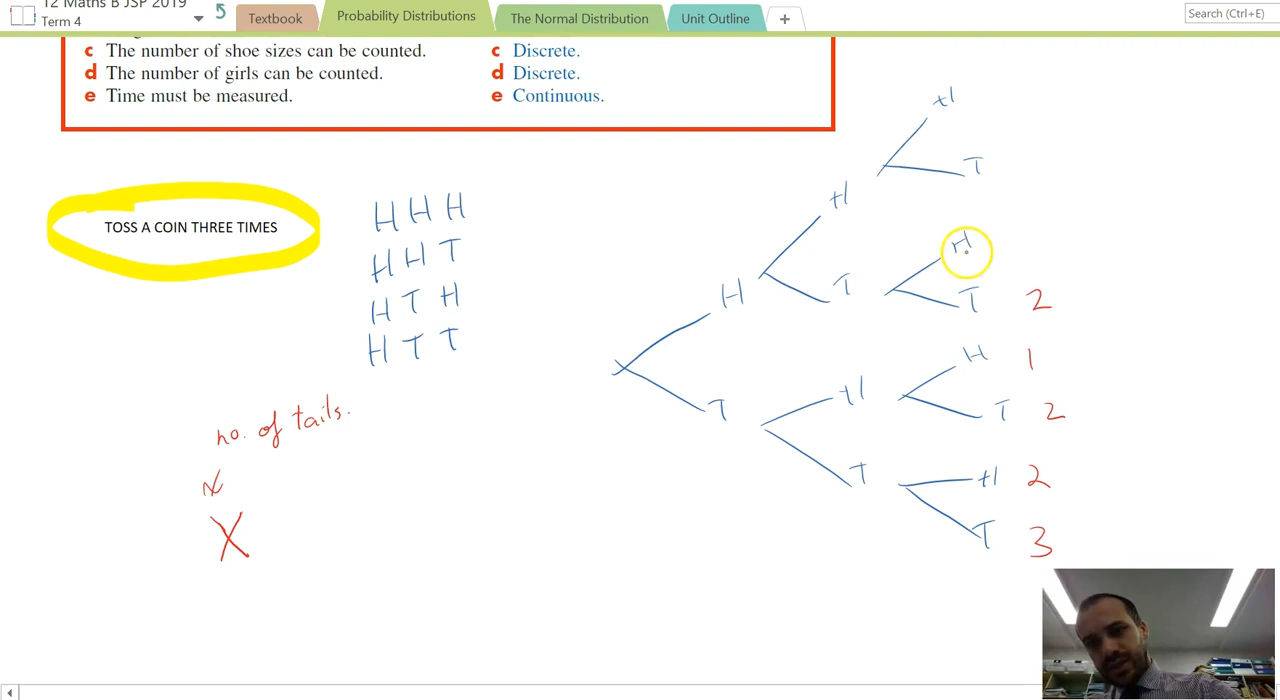 12 Maths B JSP 2019
Term 4
Textbook
Probability Distributions
The Normal Distribution
Unit Outline
+
Search (Ctrl+E)
c The number of shoe sizes can be counted. c Discrete.
d The number of girls can be counted. d Discrete.
e Time must be measured. e Continuous.
TOSS A COIN THREE TIMES
H H H
H H T
H T H
H T T
no. of tails.
X
H
T
H
H
T
H
T 2
H
T
H 1
T
H
T 2
T
H 2
T 3